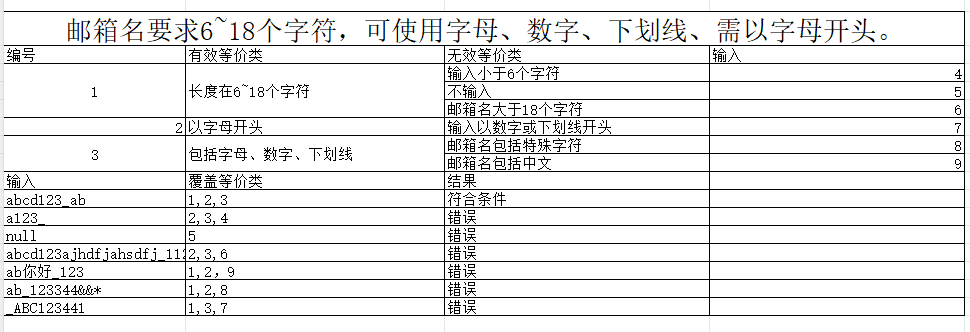 邮箱名要求6~18个字符，可使用字母、数字、下划线、需以字母开头。
编号 有效等价类 无效等价类 输入
1 长度在6~18个字符 输入小于6个字符 4
不输入 5
邮箱名大于18个字符 6
2 以字母开头 输入以数字或下划线开头 7
3 包括字母、数字、下划线 邮箱名包括特殊字符 8
邮箱名包括中文 9
输入 覆盖等价类 结果
abcd123_ab 1,2,3 符合条件
a123_ 2,3,4 错误
null 5 错误
abcd123ajhdfjahsdfj_112 2,3,6 错误
ab你好_123 1,2，9 错误
ab_123344&&* 1,2,8 错误
_ABC123441 1,3,7 错误